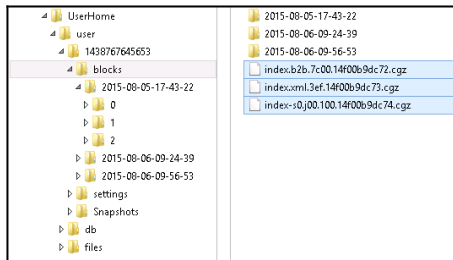 UserHome
user
1438767645653
blocks
2015-08-05-17-43-22
0
1
2
2015-08-06-09-24-39
2015-08-06-09-56-53
settings
Snapshots
db
files
2015-08-05-17-43-22
2015-08-06-09-24-39
2015-08-06-09-56-53
index.b2b.7c00.14f00b9dc72.cgz
index.xml.3ef.14f00b9dc73.cgz
index-s0.j00.100.14f00b9dc74.cgz